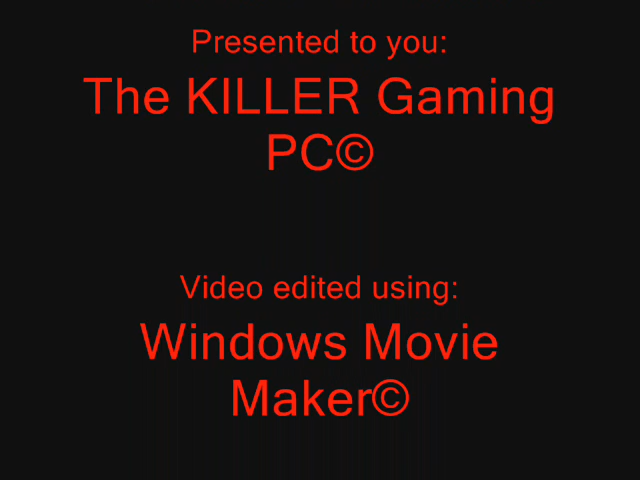 Presented to you:
The KILLER Gaming
PC©
Video edited using:
Windows Movie
Maker©